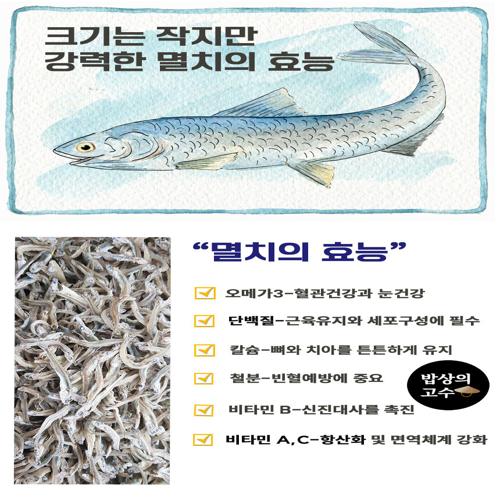 크기는 작지만
강력한 멸치의 효능
“멸치의 효능”
오메가3-혈관건강과 눈건강
단백질-근육유지와 세포구성에 필수
칼슘-뼈와 치아를 튼튼하게 유지
철분-빈혈예방에 중요
비타민 B-신진대사를 촉진
비타민 A,C-항산화 및 면역체계 강화
밥상의
고수